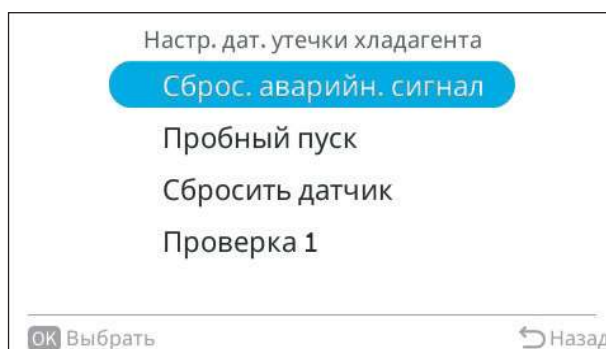 Настр. дат. утечки хладагента
Сброс. аварийн. сигнал
Пробный пуск
Сбросить датчик
Проверка 1
OK Выбрать Назад